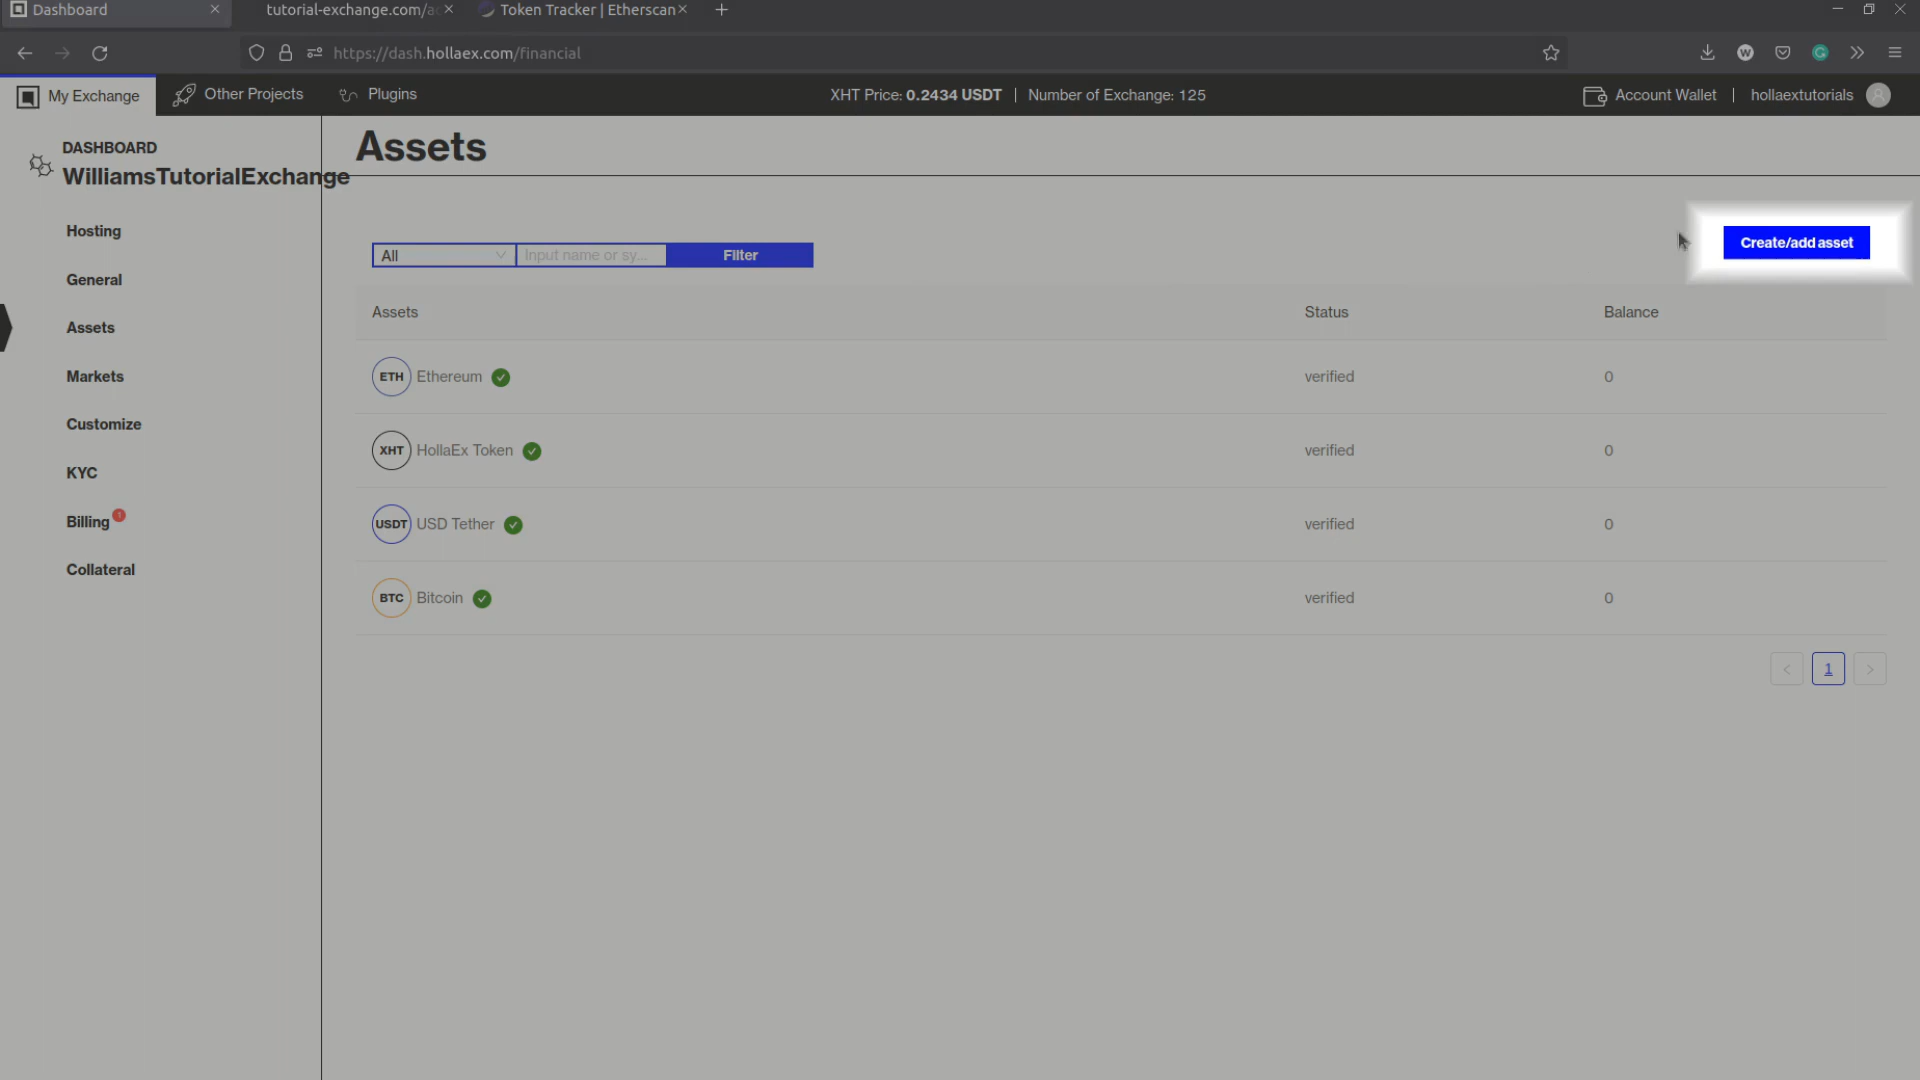 Dashboard
tutorial-exchange.com/a
Token Tracker | Etherscan
https://dash.hollaex.com/financial
My Exchange
Other Projects
Plugins
XHT Price: 0.2434 USDT | Number of Exchange: 125
Account Wallet | hollaextutorials
DASHBOARD
WilliamsTutorialExchange
Hosting
General
Assets
Markets
Customize
KYC
Billing
Collateral
Assets
All
Input name or sy...
Filter
Create/add asset
Assets Status Balance
ETH Ethereum verified 0
XHT HollaEx Token verified 0
USDT USD Tether verified 0
BTC Bitcoin verified 0
< 1 >